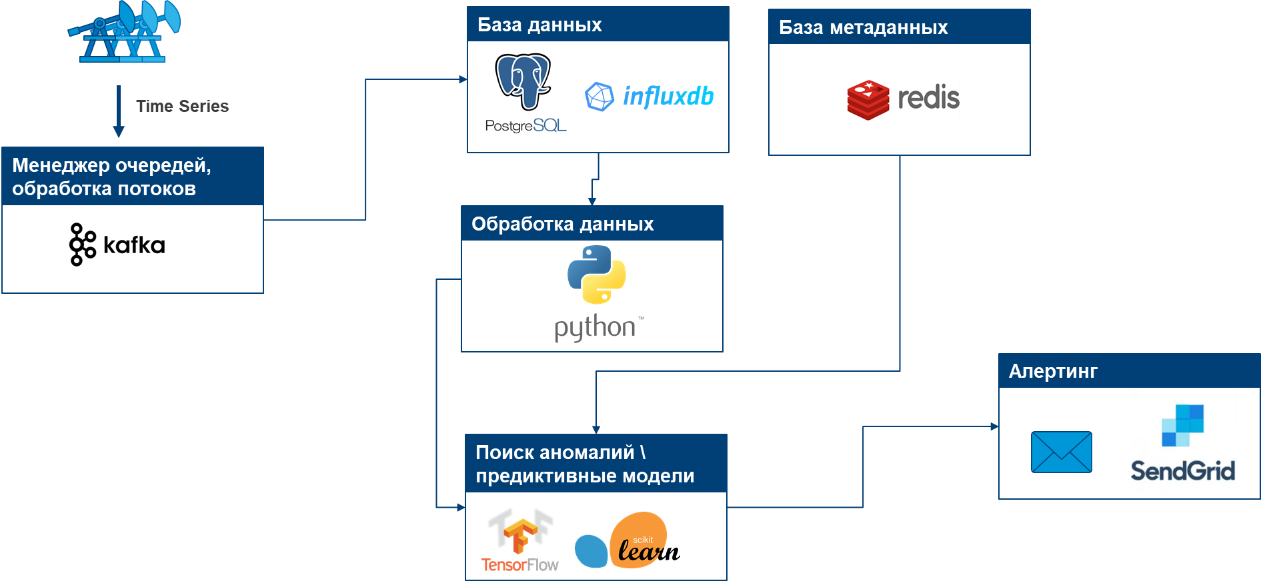 Time Series
Менеджер очередей,
обработка потоков
kafka
База данных
PostgreSQL
influxdb
База метаданных
redis
Обработка данных
python™
Поиск аномалий \
предиктивные модели
TensorFlow
scikit
learn
Алертинг
SendGrid